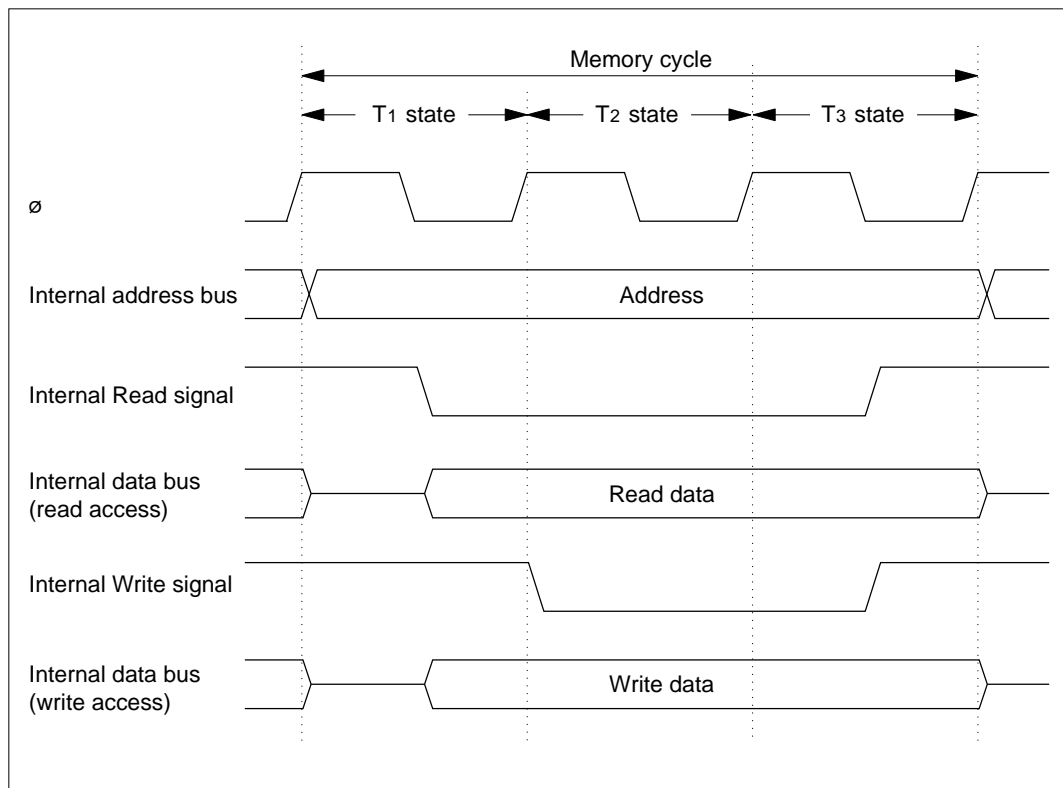 Memory cycle
T1 state T2 state T3 state
ø
Internal address bus Address
Internal Read signal
Internal data bus
(read access)
Read data
Internal Write signal
Internal data bus
(write access)
Write data